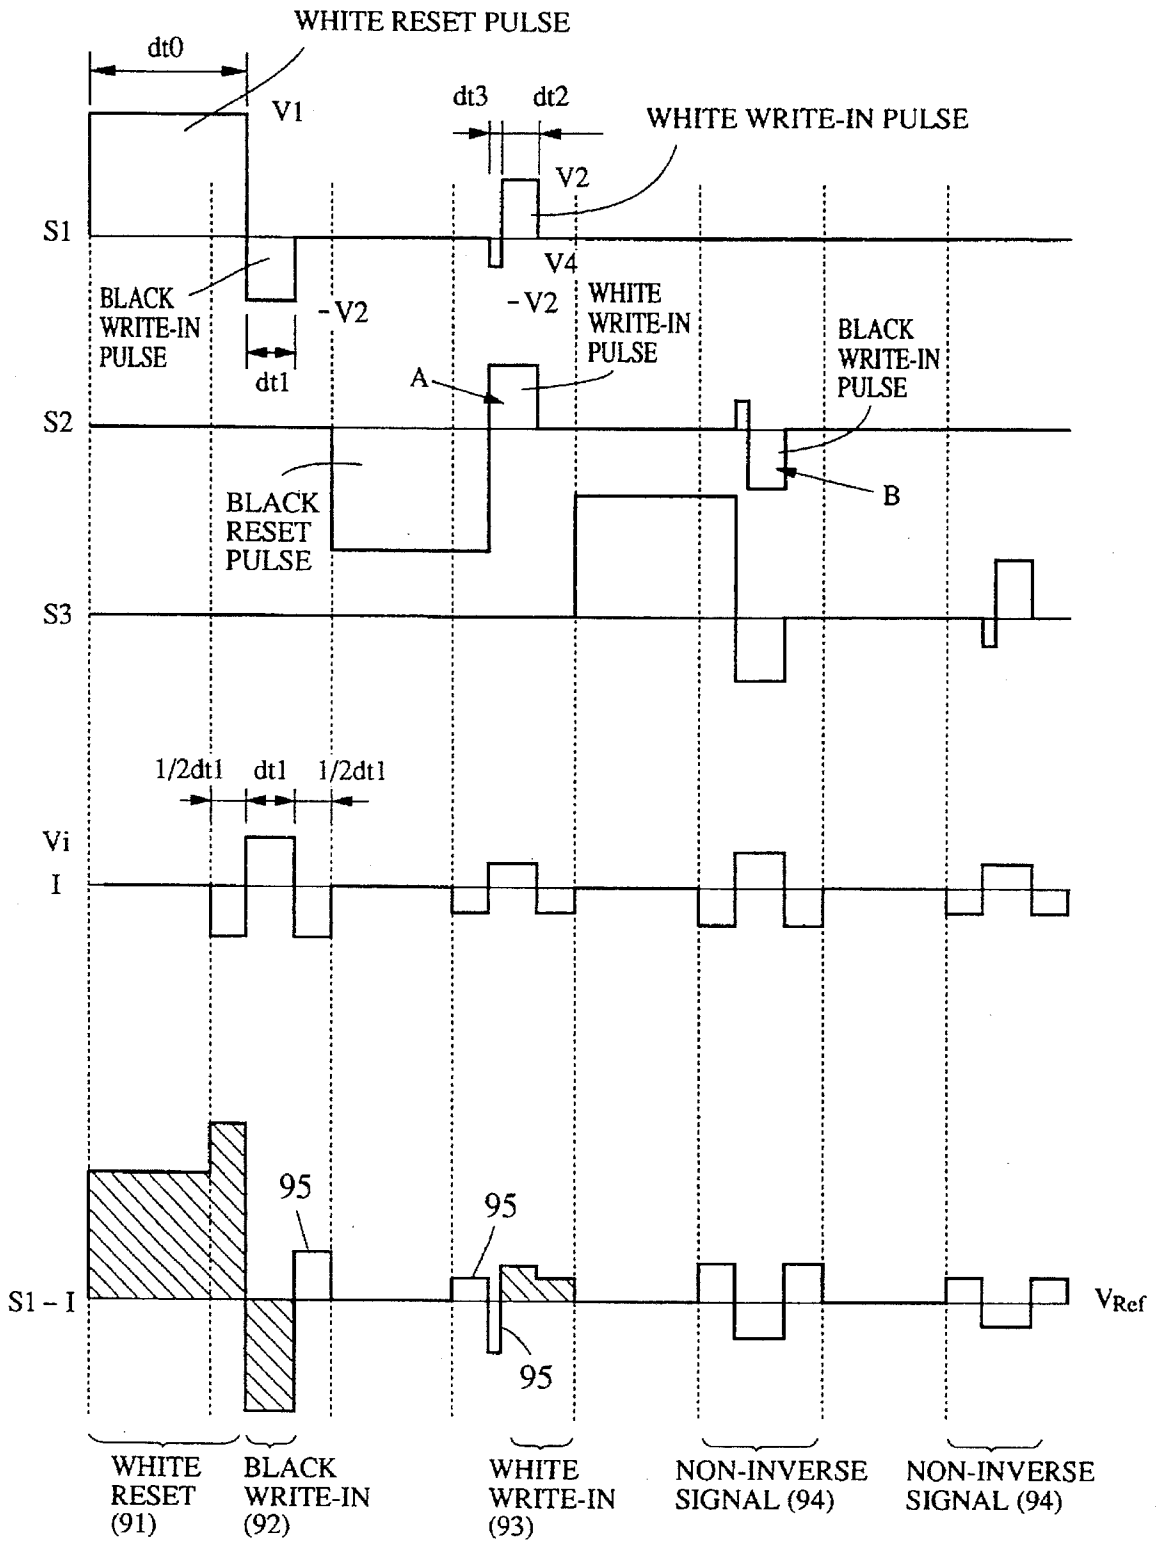 WHITE RESET PULSE
dt0
V1
dt3
dt2
WHITE WRITE-IN PULSE
V2
S1
V4
BLACK
WRITE-IN
PULSE
-V2
-V2
WHITE
WRITE-IN
PULSE
BLACK
WRITE-IN
PULSE
dt1
A
S2
B
BLACK
RESET
PULSE
S3
1/2dt1
dt1
1/2dt1
Vi
I
95
95
S1 - I
VRef
95
WHITE
RESET
(91)
BLACK
WRITE-IN
(92)
WHITE
WRITE-IN
(93)
NON-INVERSE
SIGNAL (94)
NON-INVERSE
SIGNAL (94)